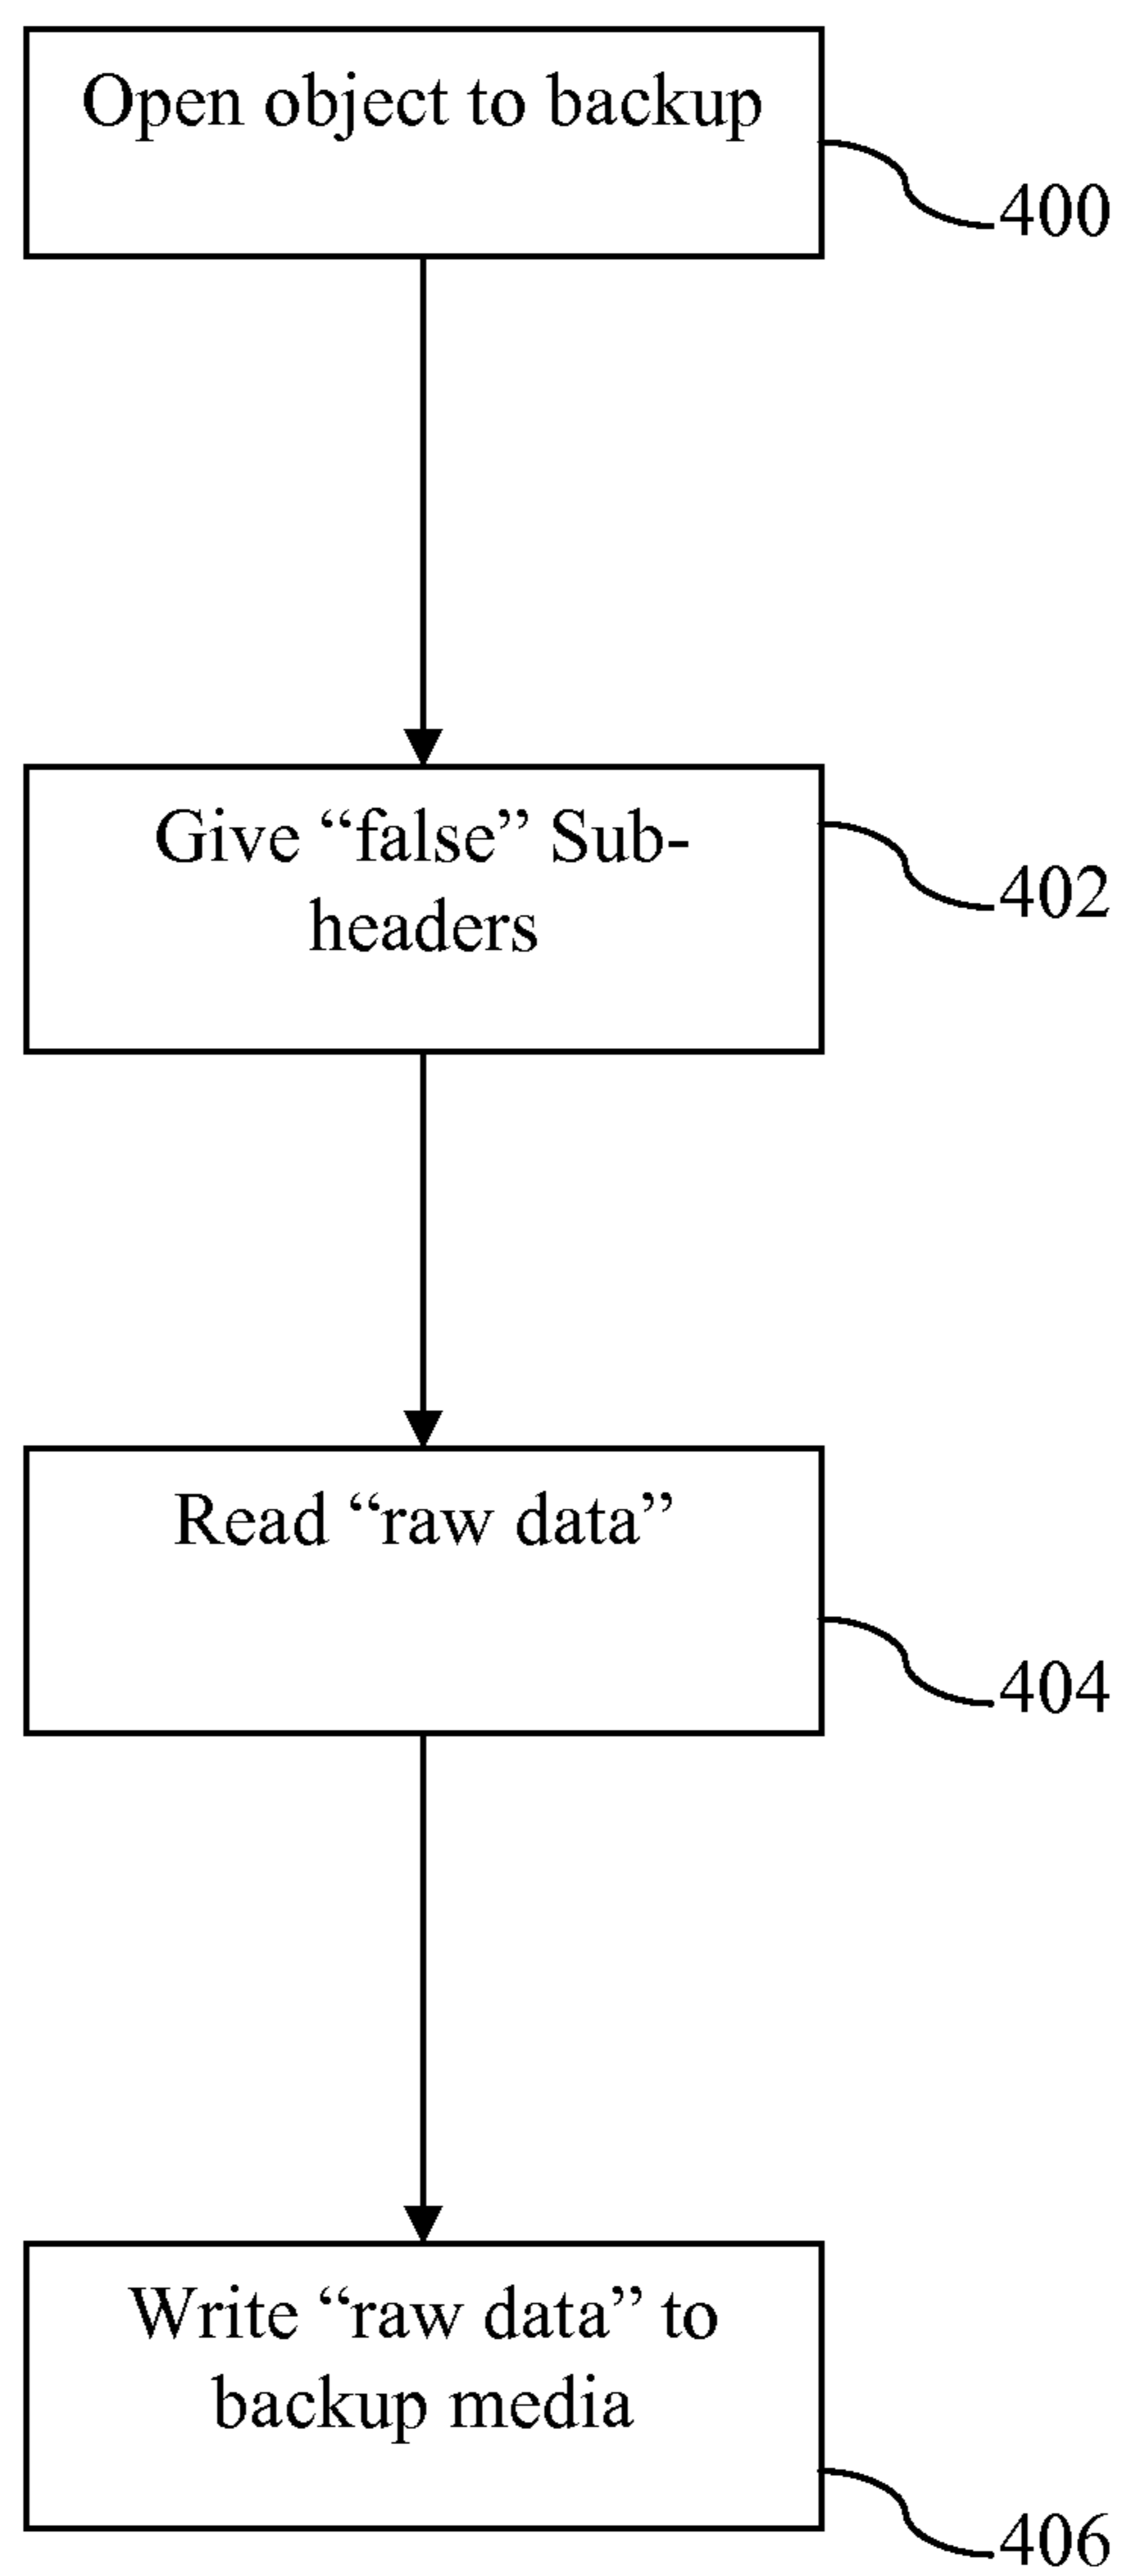 Open object to backup
400
Give “false” Sub-
headers
402
Read “raw data”
404
Write “raw data” to
backup media
406